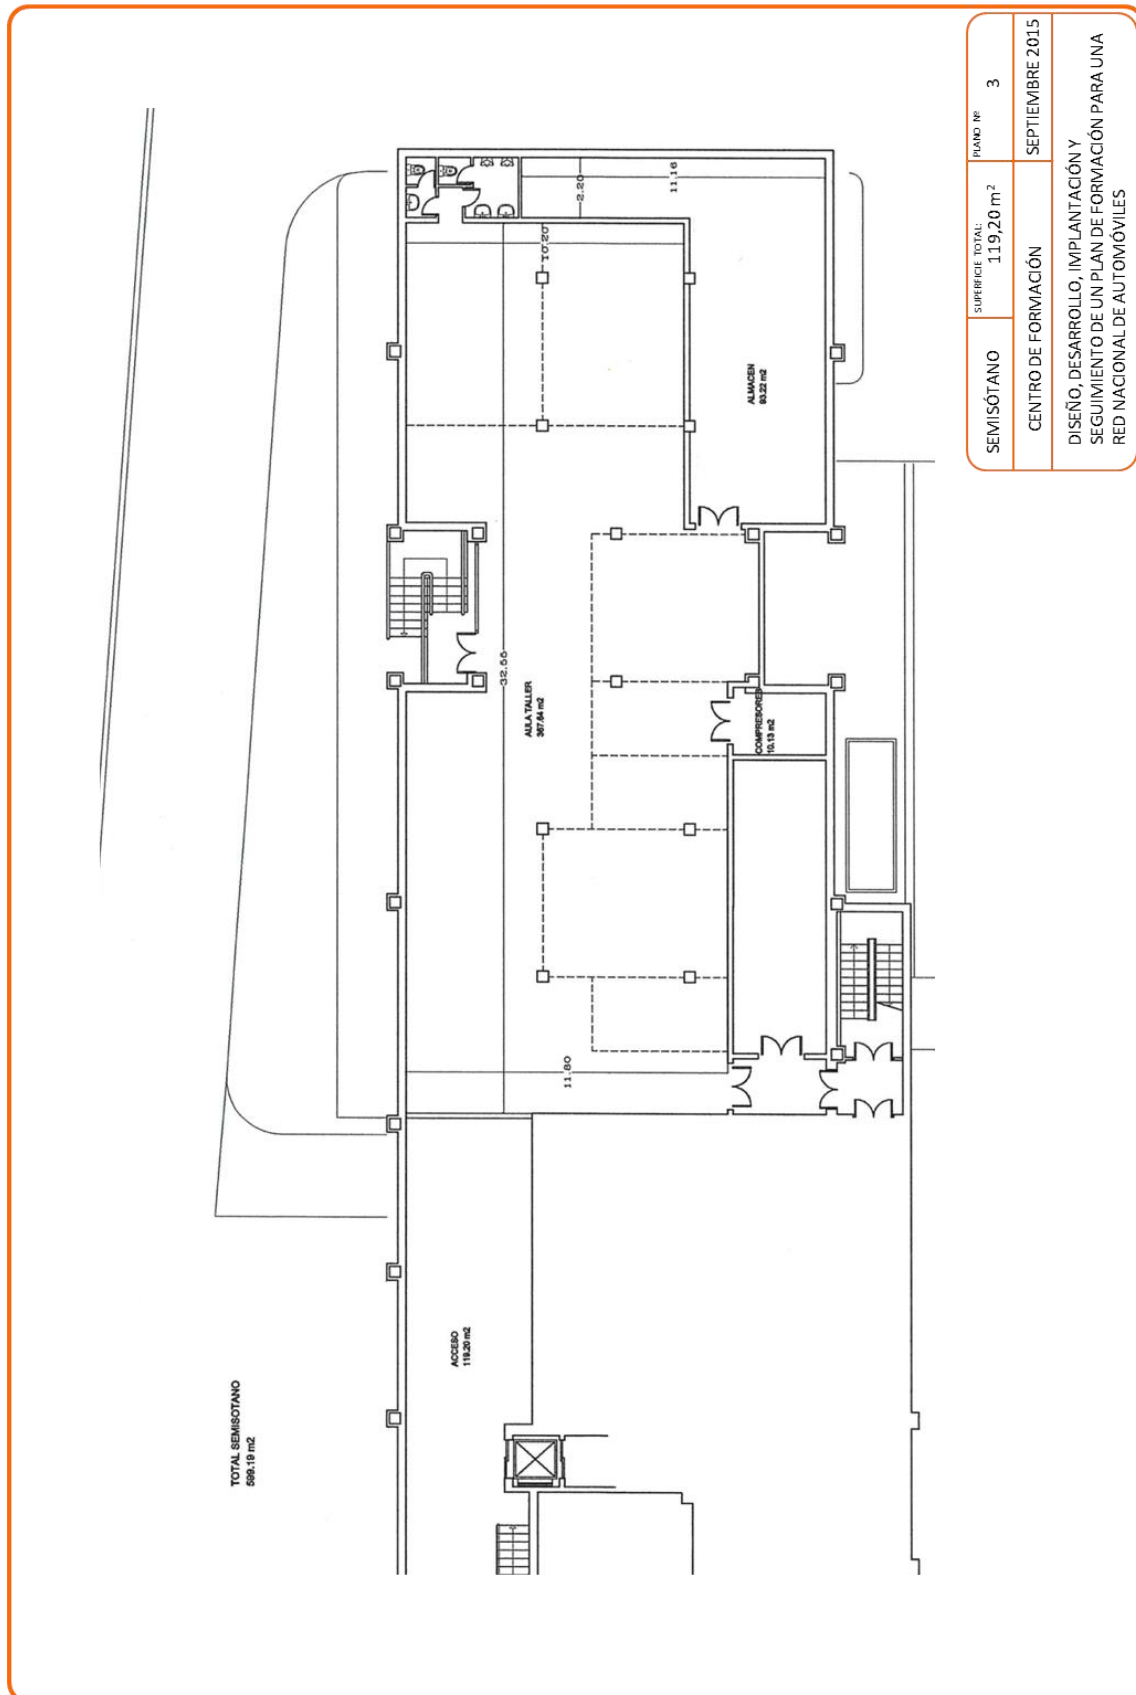 TOTAL SEMISOTANO
599.19 m2
ACCESO
119.20 m2
AULA TALLER
367.64 m2
COMPRESORES
10.13 m2
ALMACEN
93.22 m2
32.55
11.80
10.20
2.20
11.16
SEMISÓTANO
SUPERFICIE TOTAL:
119,20 m²
PLANO Nº
3
CENTRO DE FORMACIÓN
SEPTIEMBRE 2015
DISEÑO, DESARROLLO, IMPLANTACIÓN Y
SEGUIMIENTO DE UN PLAN DE FORMACIÓN PARA UNA
RED NACIONAL DE AUTOMÓVILES